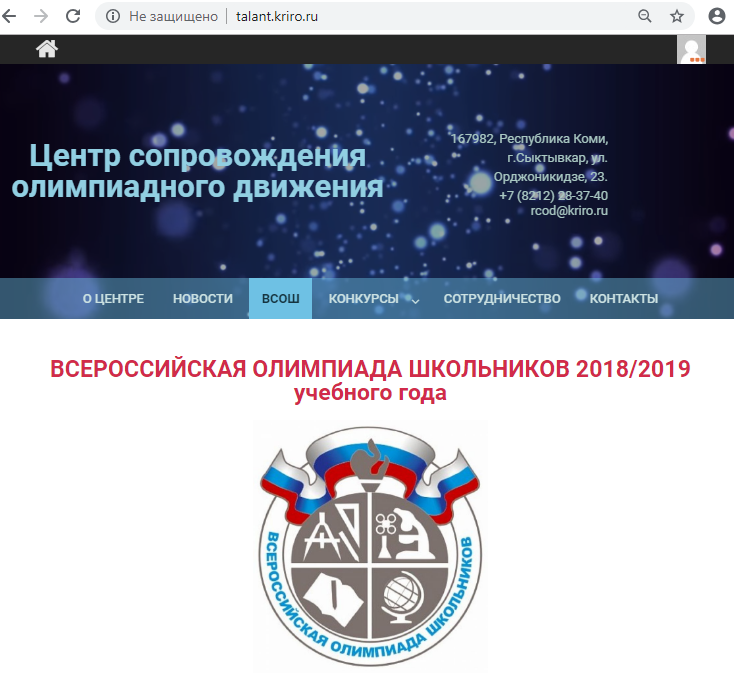 Не защищено talant.kriro.ru
Центр сопровождения
олимпиадного движения
167982, Республика Коми,
г.Сыктывкар, ул.
Орджоникидзе, 23.
+7 (8212) 28-37-40
rcod@kriro.ru
О ЦЕНТРЕ НОВОСТИ ВСОШ КОНКУРСЫ СОТРУДНИЧЕСТВО КОНТАКТЫ
ВСЕРОССИЙСКАЯ ОЛИМПИАДА ШКОЛЬНИКОВ 2018/2019
учебного года
ВСЕРОССИЙСКАЯ ОЛИМПИАДА ШКОЛЬНИКОВ